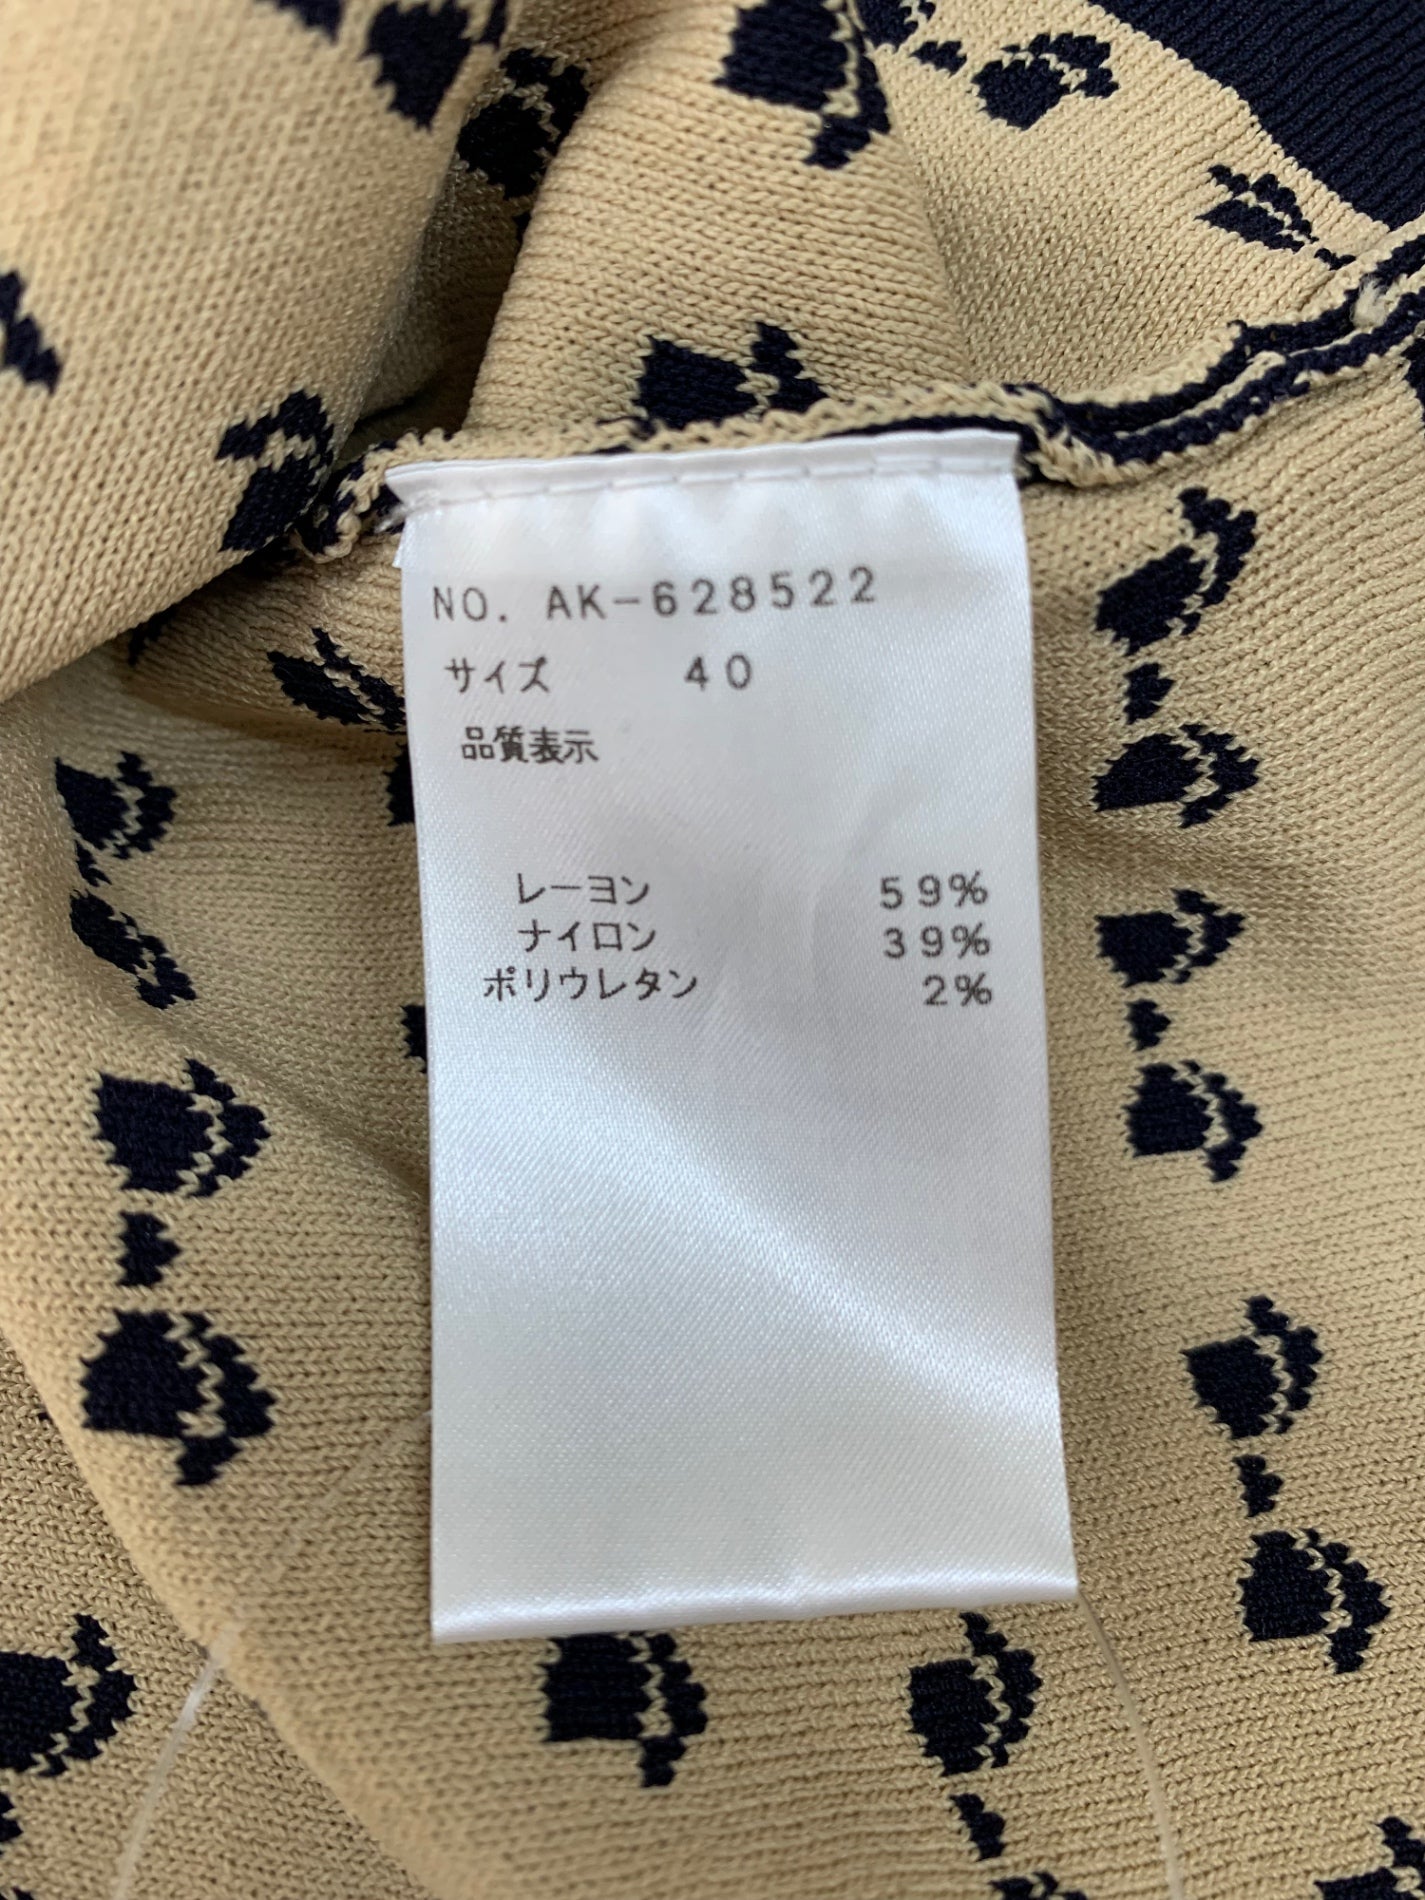 NO. AK-628522
サイズ 40
品質表示
レーヨン 59%
ナイロン 39%
ポリウレタン 2%